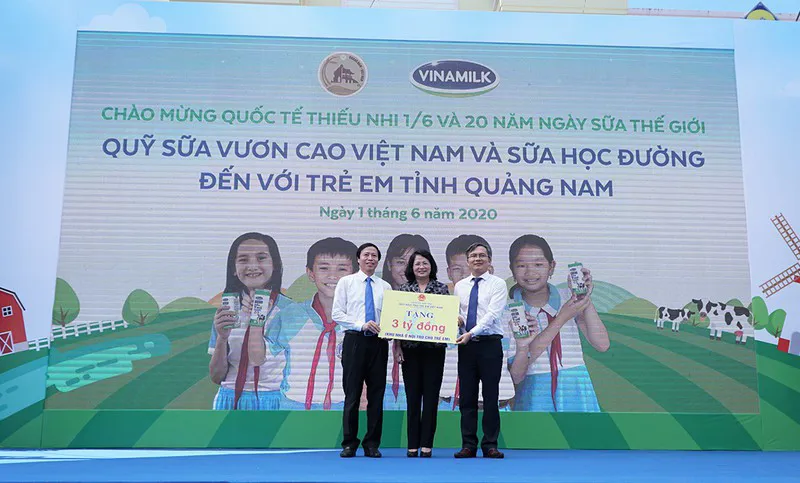 VINAMILK
CHÀO MỪNG QUỐC TẾ THIẾU NHI 1/6 VÀ 20 NĂM NGÀY SỮA THẾ GIỚI
QUỸ SỮA VƯƠN CAO VIỆT NAM VÀ SỮA HỌC ĐƯỜNG
ĐẾN VỚI TRẺ EM TỈNH QUẢNG NAM
Ngày 1 tháng 6 năm 2020
TẶNG
3 tỷ đồng